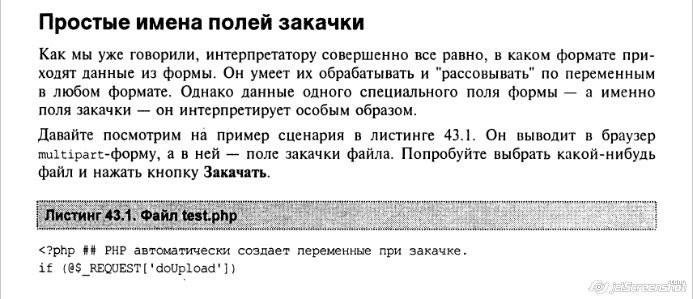 Простые имена полей закачки
Как мы уже говорили, интерпретатору совершенно все равно, в каком формате при-
ходят данные из формы. Он умеет их обрабатывать и "рассовывать" по переменным
в любом формате. Однако данные одного специального поля формы — а именно
поля закачки — он интерпретирует особым образом.
Давайте посмотрим на пример сценария в листинге 43.1. Он выводит в браузер
multipart-форму, а в ней — поле закачки файла. Попробуйте выбрать какой-нибудь
файл и нажать кнопку Закачать.
Листинг 43.1. Файл test.php
<?php ## PHP автоматически создает переменные при закачке.
if (@$_REQUEST['doUpload'])
jetScreenshot